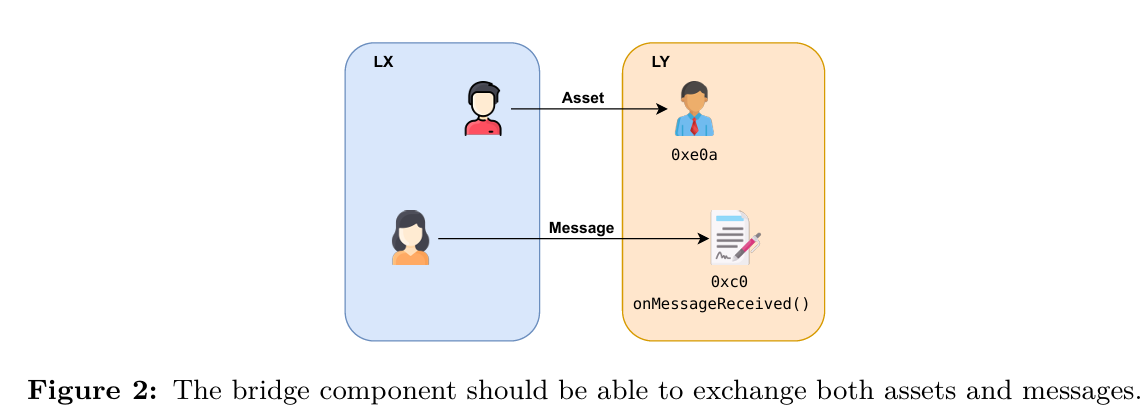 LX
LY
Asset
0xe0a
Message
0xc0
onMessageReceived()
Figure 2: The bridge component should be able to exchange both assets and messages.